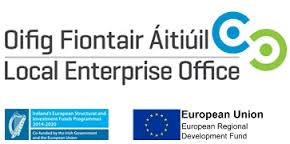 Oifig Fiontair Áitiúil
Local Enterprise Office
Ireland's European Structural and
Investment Funds Programmes
2014-2020
Co-funded by the Irish Government
and the European Union
European Union
European Regional
Development Fund